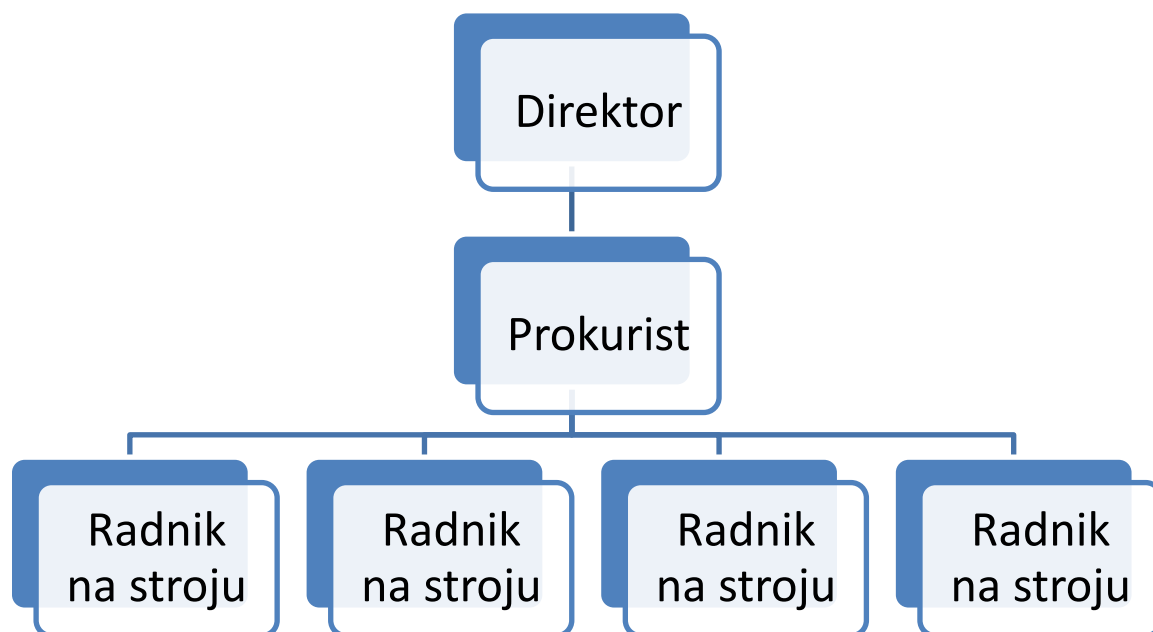 Direktor
Prokurist
Radnik
na stroju
Radnik
na stroju
Radnik
na stroju
Radnik
na stroju